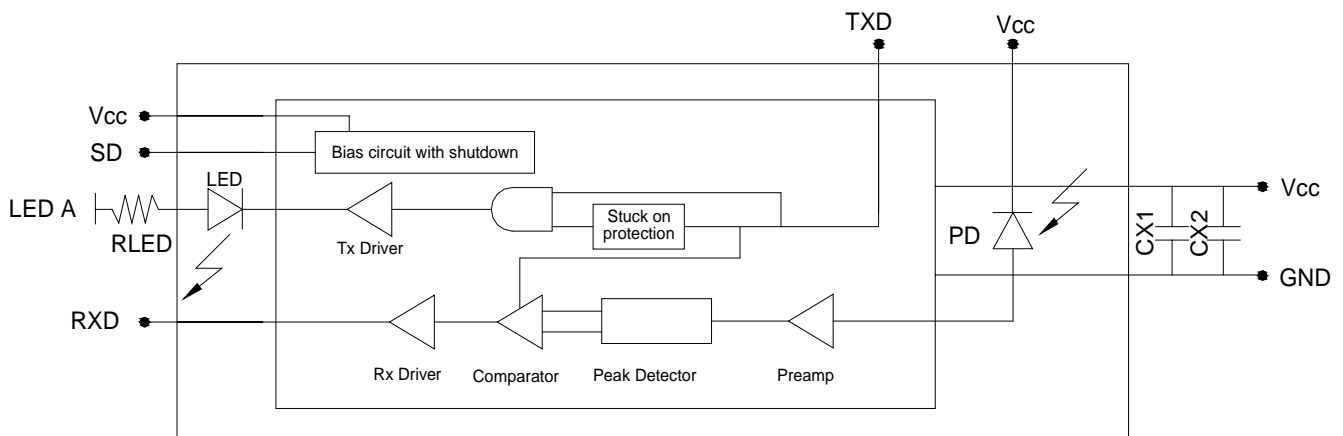 TXD
Vcc
Vcc
SD
Bias circuit with shutdown
LED
LED A
RLED
Tx Driver
Stuck on
protection
PD
CX1
CX2
Vcc
GND
RXD
Rx Driver
Comparator
Peak Detector
Preamp